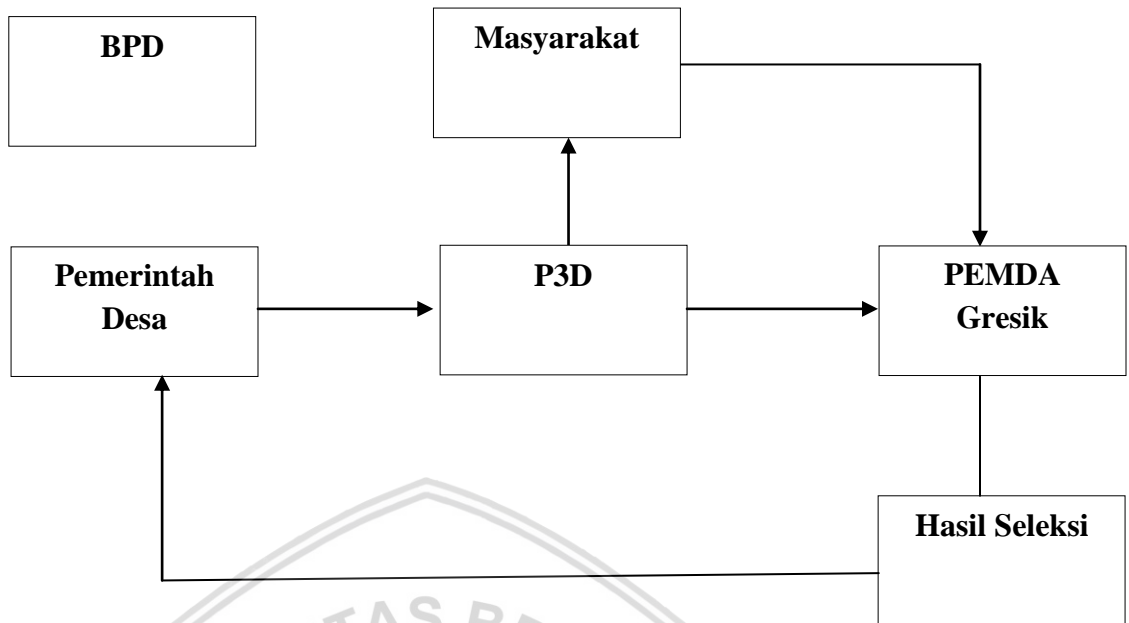 BPD
Masyarakat
Pemerintah
Desa
P3D
PEMDA
Gresik
Hasil Seleksi